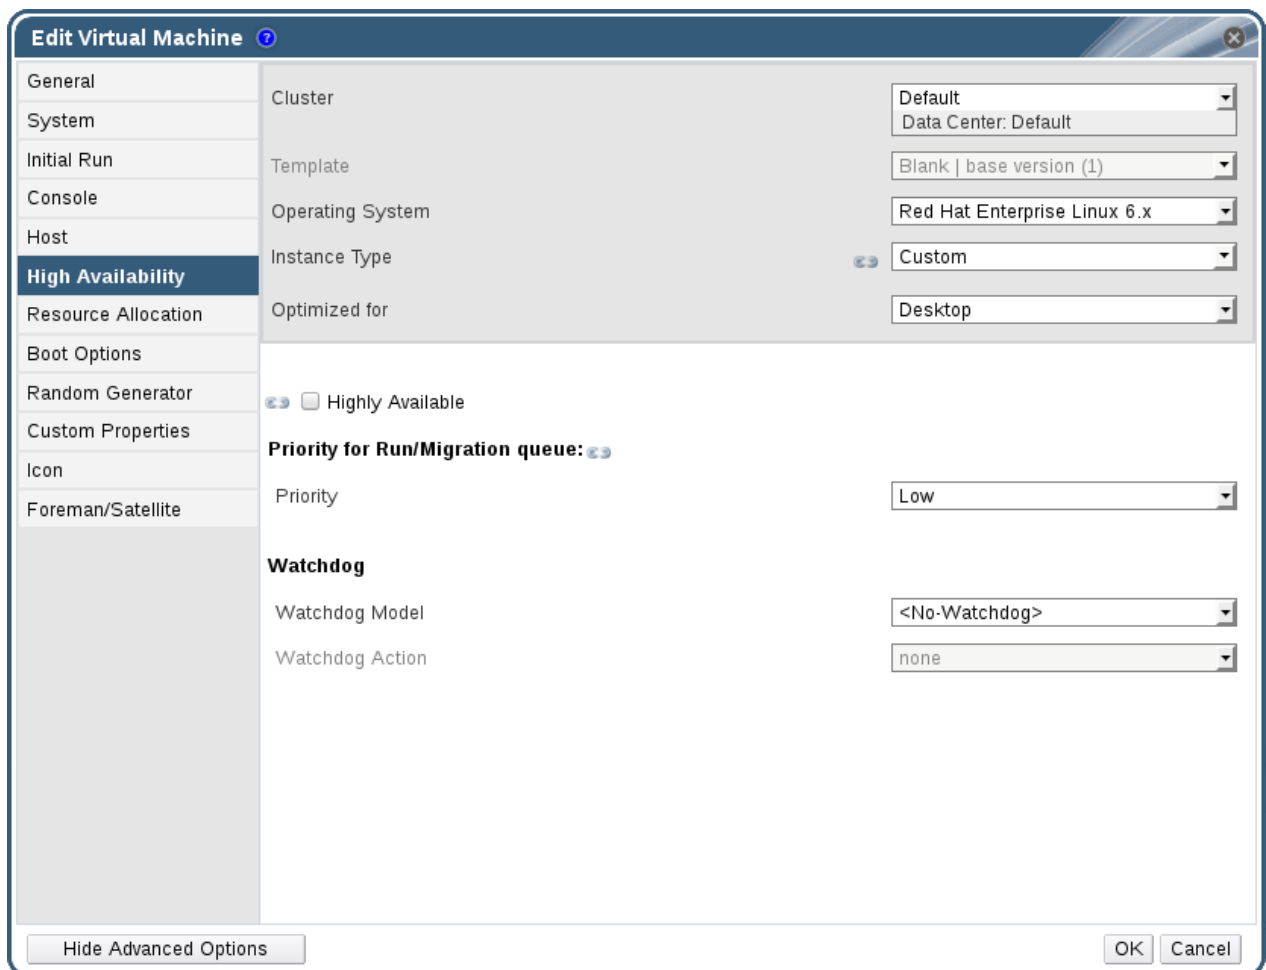 Edit Virtual Machine ?
General
System
Initial Run
Console
Host
High Availability
Resource Allocation
Boot Options
Random Generator
Custom Properties
Icon
Foreman/Satellite
Cluster Default
Data Center: Default
Template Blank | base version (1)
Operating System Red Hat Enterprise Linux 6.x
Instance Type Custom
Optimized for Desktop
Highly Available
Priority for Run/Migration queue:
Priority Low
Watchdog
Watchdog Model <No-Watchdog>
Watchdog Action none
Hide Advanced Options OK Cancel